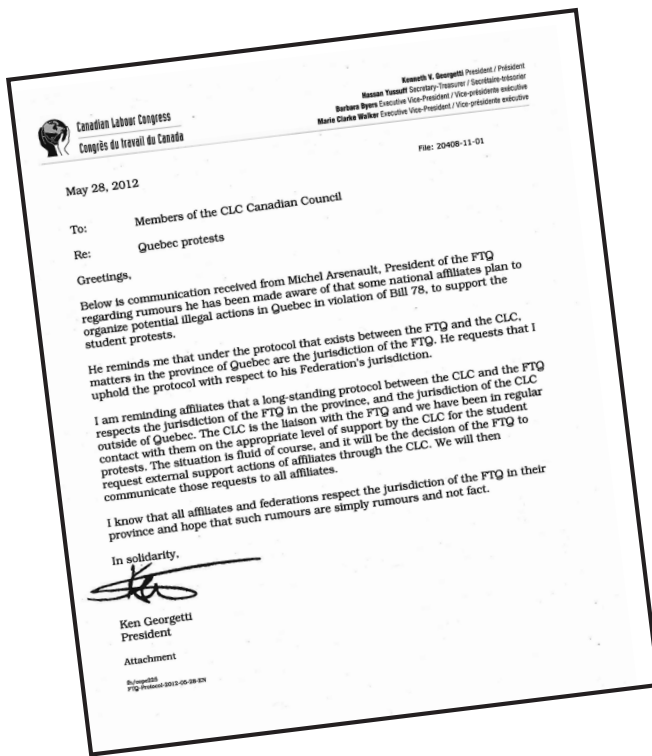 Canadian Labour Congress
Congrès du travail du Canada
Kenneth V. Georgetti President / Président
Hassan Yussuff Secretary-Treasurer / Secrétaire-trésorier
Barbara Byers Executive Vice-President / Vice-présidente exécutive
Marie Clarke Walker Executive Vice-President / Vice-présidente exécutive
File: 20408-11-01
May 28, 2012
To: Members of the CLC Canadian Council
Re: Quebec protests
Greetings,
Below is communication received from Michel Arsenault, President of the FTQ
regarding rumours he has been made aware of that some national affiliates plan to
organize potential illegal actions in Quebec in violation of Bill 78, to support the
student protests.
He reminds me that under the protocol that exists between the FTQ and the CLC,
matters in the province of Quebec are the jurisdiction of the FTQ. He requests that I
uphold the protocol with respect to his Federation's jurisdiction.
I am reminding affiliates that a long-standing protocol between the CLC and the FTQ
respects the jurisdiction of the FTQ in the province, and the jurisdiction of the CLC
outside of Quebec. The CLC is the liaison with the FTQ and we have been in regular
contact with them on the appropriate level of support by the CLC for the student
protests. The situation is fluid of course, and it will be the decision of the FTQ to
request external support actions of affiliates through the CLC. We will then
communicate those requests to all affiliates.
I know that all affiliates and federations respect the jurisdiction of the FTQ in their
province and hope that such rumours are simply rumours and not fact.
In solidarity,
Ken
Ken Georgetti
President
Attachment
FTQ-Protocol-2012-05-28-EN